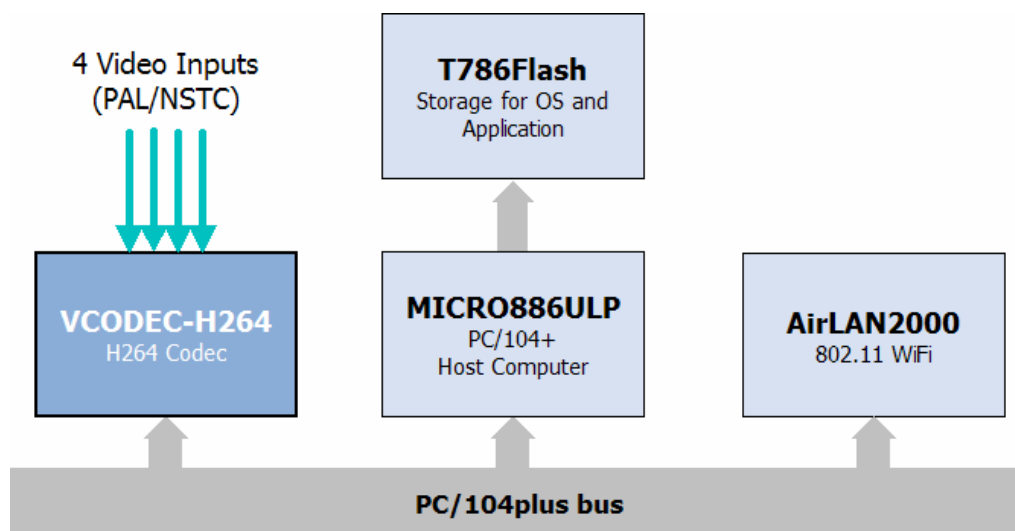 4 Video Inputs
(PAL/NSTC)
T786Flash
Storage for OS and
Application
VCODEC-H264
H264 Codec
MICRO886ULP
PC/104+
Host Computer
AirLAN2000
802.11 WiFi
PC/104plus bus